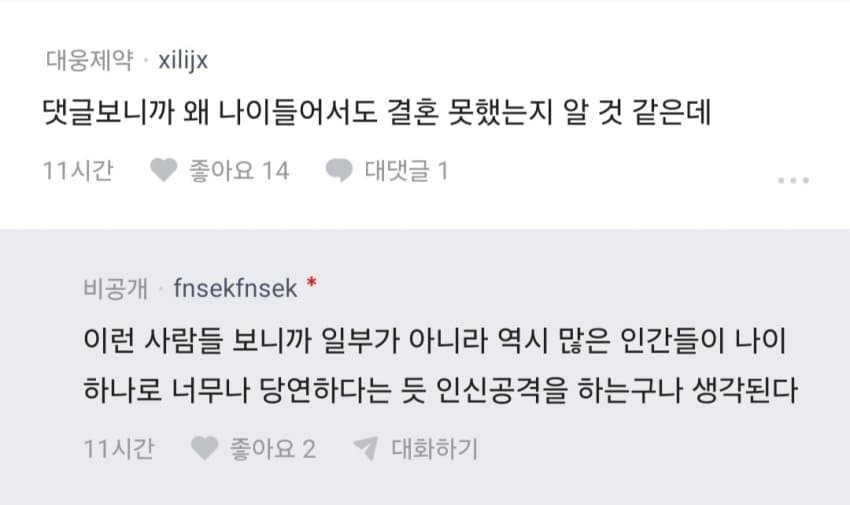 대웅제약 · xilijx
댓글보니까 왜 나이들어서도 결혼 못했는지 알 것 같은데
11시간 좋아요 14 대댓글 1
비공개 · fnsekfnsek *
이런 사람들 보니까 일부가 아니라 역시 많은 인간들이 나이
하나로 너무나 당연하다는 듯 인신공격을 하는구나 생각된다
11시간 좋아요 2 대화하기